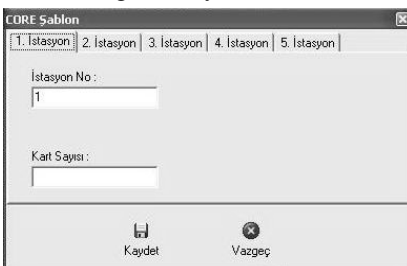 CORE Şablon
1. İstasyon 2. İstasyon 3. İstasyon 4. İstasyon 5. İstasyon
İstasyon No :
1
Kart Sayısı :
Kaydet Vazgeç